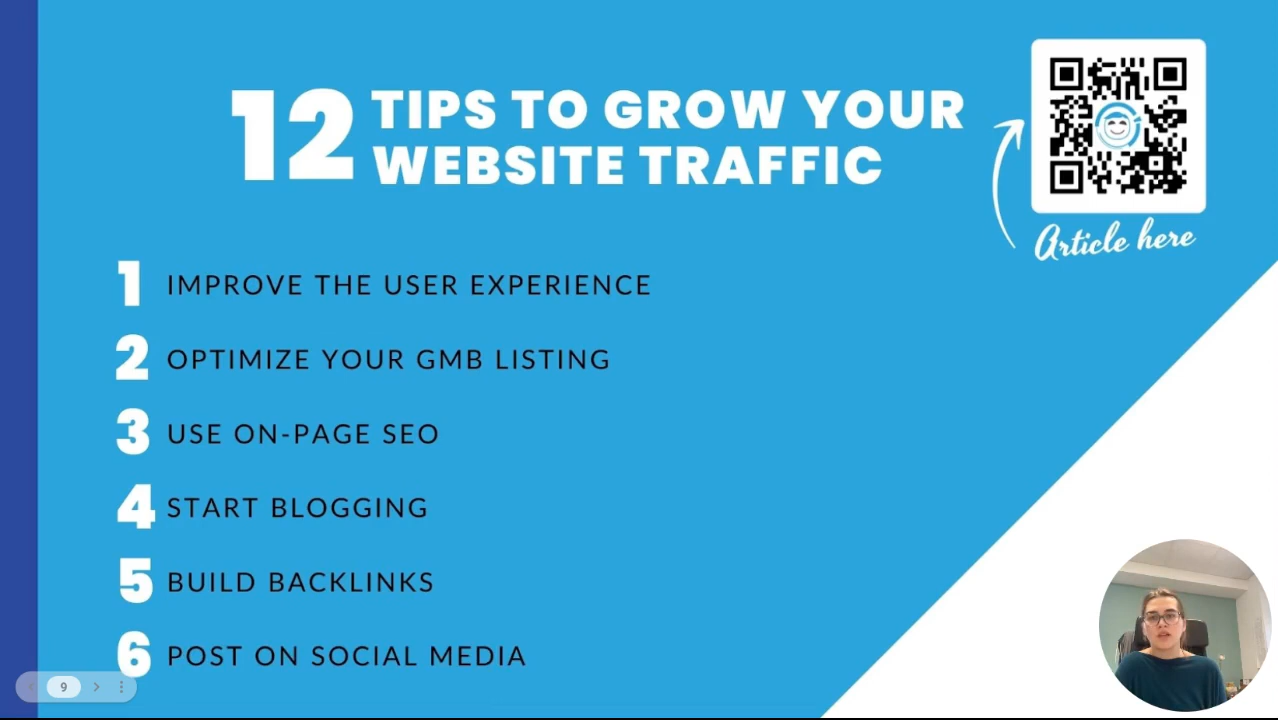 12 TIPS TO GROW YOUR
WEBSITE TRAFFIC
Article here
1 IMPROVE THE USER EXPERIENCE
2 OPTIMIZE YOUR GMB LISTING
3 USE ON-PAGE SEO
4 START BLOGGING
5 BUILD BACKLINKS
6 POST ON SOCIAL MEDIA
9